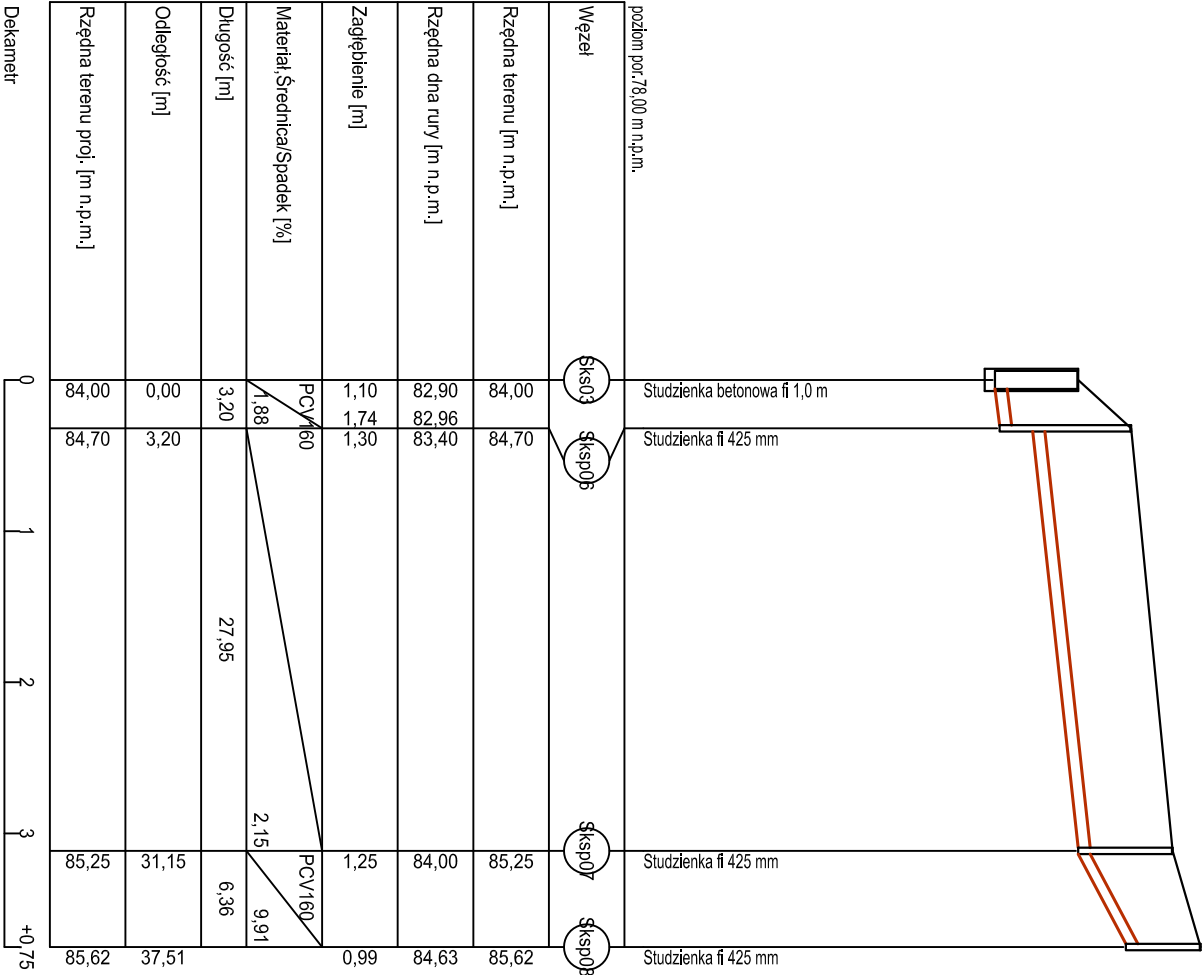 poziom por.78,00 m n.p.m.
Studzienka betonowa fi 1,0 m
Studzienka fi 425 mm
Studzienka fi 425 mm
Studzienka fi 425 mm
Węzeł Sks03 Sksp06 Sksp07 Sksp08
Rzędna terenu [m n.p.m.] 84,00 84,70 85,25 85,62
Rzędna dna rury [m n.p.m.] 82,90 82,96 83,40 84,00 84,63
Zagłębienie [m] 1,10 1,74 1,30 1,25 0,99
Materiał,Średnica/Spadek [%] PCV160 1,88 2,15 PCV160 9,91
Długość [m] 3,20 27,95 6,36
Odległość [m] 0,00 3,20 31,15 37,51
Rzędna terenu proj. [m n.p.m.] 84,00 84,70 85,25 85,62
Dekametr 0 1 2 3 +0,75